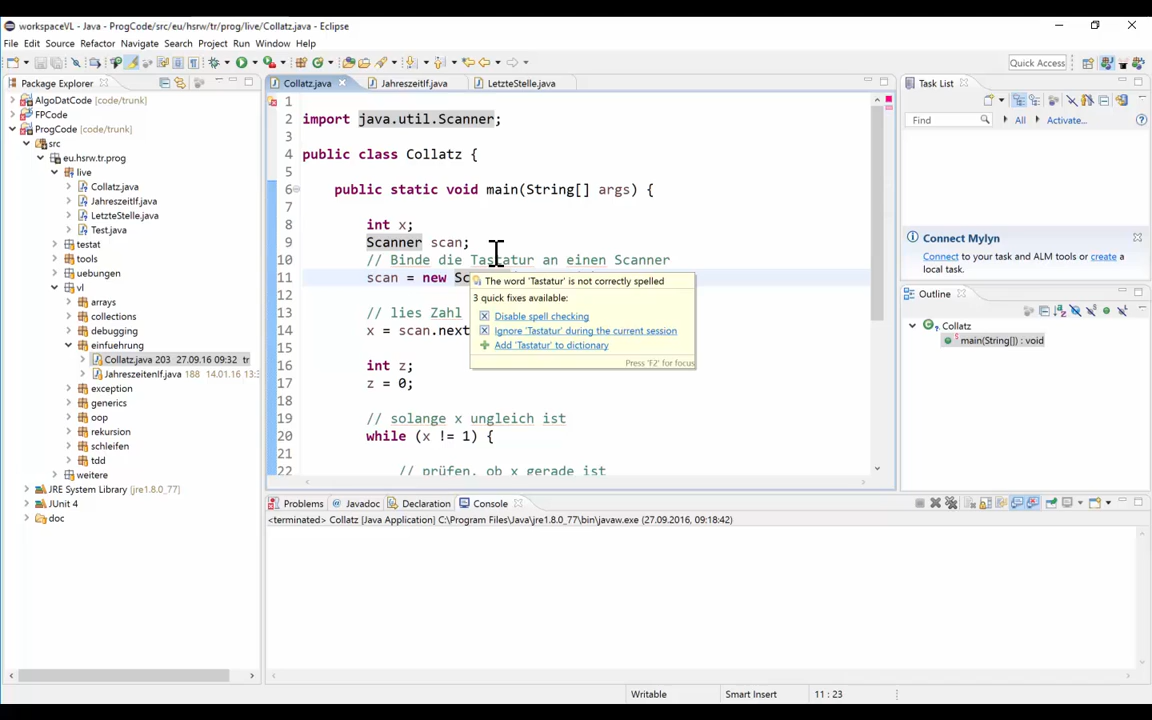 workspaceVL - Java - ProgCode/src/eu/hsrw/tr/prog/live/Collatz.java - Eclipse
File Edit Source Refactor Navigate Search Project Run Window Help
Quick Access
Package Explorer
AlgoDatCode [code/trunk]
FPCode
ProgCode [code/trunk]
src
eu.hsrw.tr.prog
live
Collatz.java
JahreszeitIf.java
LetzteStelle.java
Test.java
testat
tools
uebungen
vl
arrays
collections
debugging
einfuehrung
Collatz.java 203 27.09.16 09:32 tr
JahreszeitenIf.java 188 14.01.16 13:
exception
generics
oop
rekursion
schleifen
tdd
weitere
JRE System Library [jre1.8.0_77]
JUnit 4
doc
Collatz.java JahreszeitIf.java LetzteStelle.java
1
2 import java.util.Scanner;
3
4 public class Collatz {
5
6 public static void main(String[] args) {
7
8 int x;
9 Scanner scan;
10 // Binde die Tastatur an einen Scanner
11 scan = new Sc
12
13 // lies Zahl
14 x = scan.next
15
16 int z;
17 z = 0;
18
19 // solange x ungleich ist
20 while (x != 1) {
21
22 // prüfen, ob x gerade ist
The word 'Tastatur' is not correctly spelled
3 quick fixes available:
Disable spell checking
Ignore 'Tastatur' during the current session
Add 'Tastatur' to dictionary
Press 'F2' for focus
Task List
Find All Activate...
Connect Mylyn
Connect to your task and ALM tools or create a local task.
Outline
Collatz
main(String[]) : void
Problems Javadoc Declaration Console
<terminated> Collatz [Java Application] C:\Program Files\Java\jre1.8.0_77\bin\javaw.exe (27.09.2016, 09:18:42)
Writable Smart Insert 11 : 23